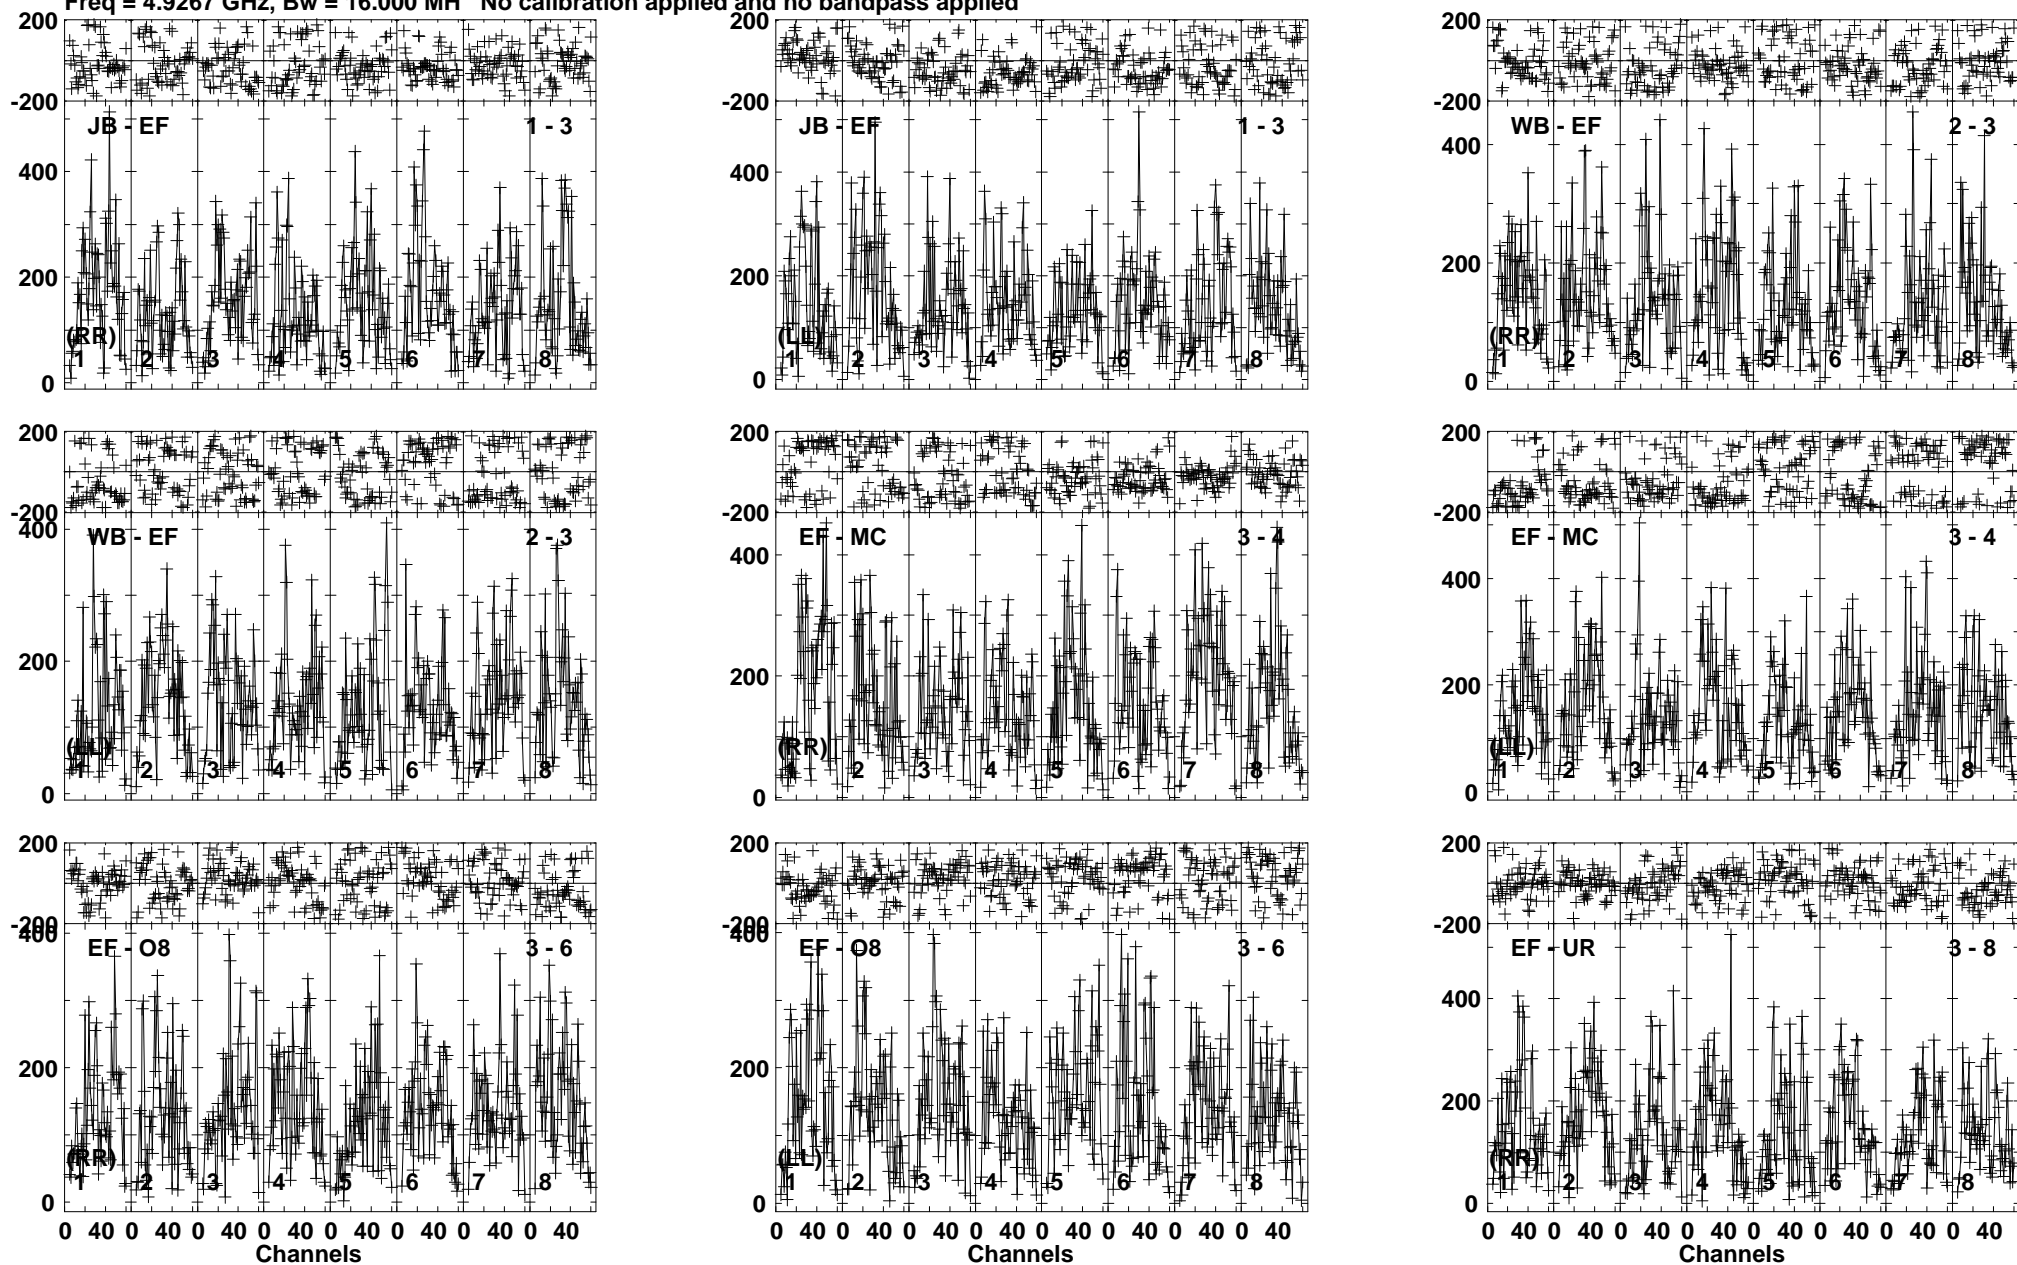 Freq = 4.9267 GHz, Bw = 16.000 MH No calibration applied and no bandpass applied
200 200 200
-200 -200 -200
JB - EF 1 - 3 JB - EF 1 - 3 WB - EF 2 - 3
400 400 400
200 200 200
(RR) (LL) (RR)
1 2 3 4 5 6 7 8 1 2 3 4 5 6 7 8 1 2 3 4 5 6 7 8
0 0 0
200 200 200
-200 -200 -200
WB - EF 2 - 3 EF - MC 3 - 4 EF - MC 3 - 4
400 400 400
200 200 200
(LL) (RR) (LL)
1 2 3 4 5 6 7 8 1 2 3 4 5 6 7 8 1 2 3 4 5 6 7 8
0 0 0
200 200 200
-200 -200 -200
400 400
EF - O8 3 - 6 EF - O8 3 - 6 EF - UR 3 - 8
400
200 200 200
(RR) (LL) (RR)
1 2 3 4 5 6 7 8 1 2 3 4 5 6 7 8 1 2 3 4 5 6 7 8
0 0 0
0 40 0 40 0 40 0 40 0 40 0 40 0 40 0 40 0 40 0 40 0 40 0 40 0 40 0 40 0 40 0 40 0 40 0 40 0 40 0 40 0 40 0 40 0 40 0 40
Channels Channels Channels